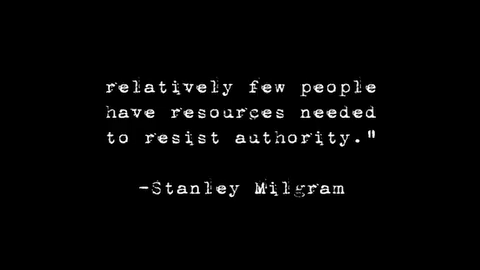 relatively few people
have resources needed
to resist authority."
-Stanley Milgram